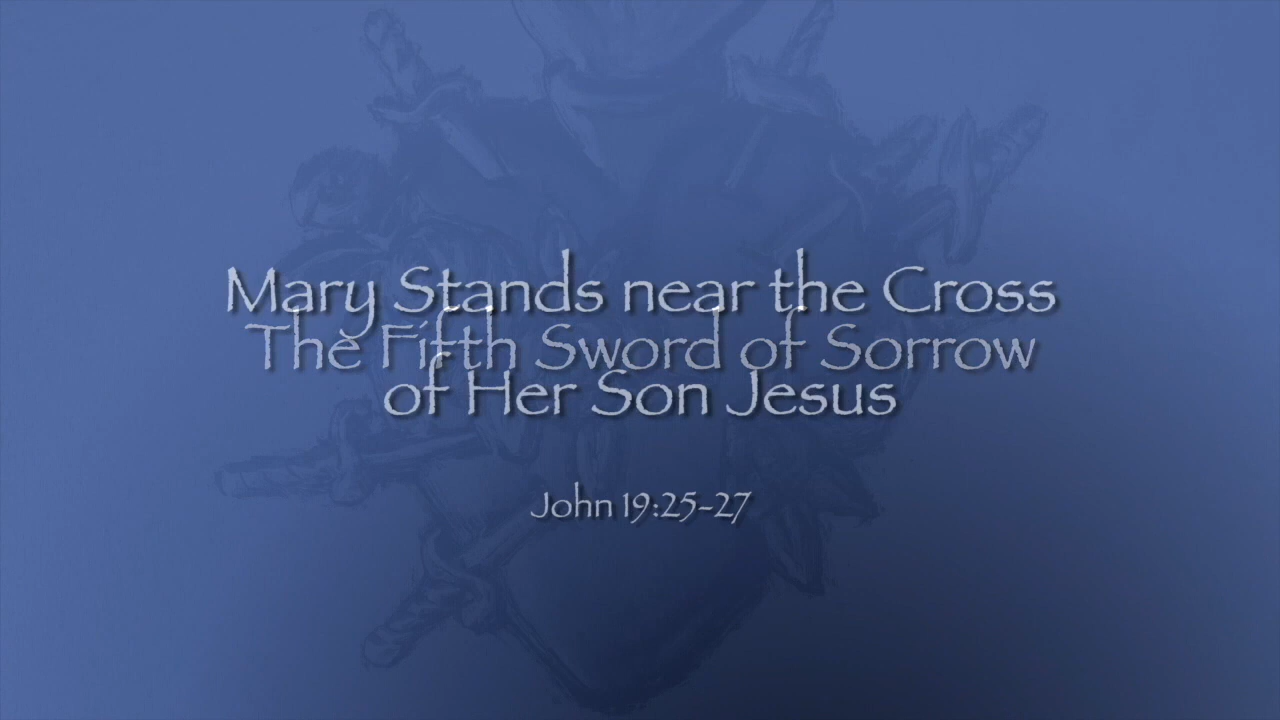 Mary Stands near the Cross
The Fifth Sword of Sorrow
of Her Son Jesus
John 19:25-27